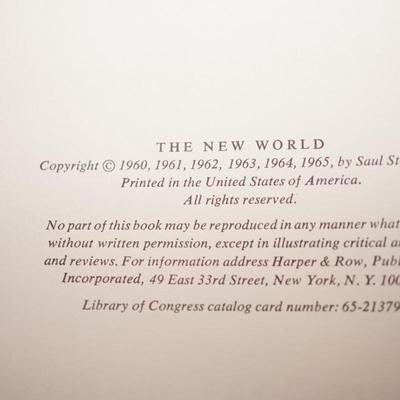 THE NEW WORLD
Copyright © 1960, 1961, 1962, 1963, 1964, 1965, by Saul St
Printed in the United States of America.
All rights reserved.
No part of this book may be reproduced in any manner what
without written permission, except in illustrating critical a
and reviews. For information address Harper & Row, Publ
Incorporated, 49 East 33rd Street, New York, N. Y. 100
Library of Congress catalog card number: 65-21379